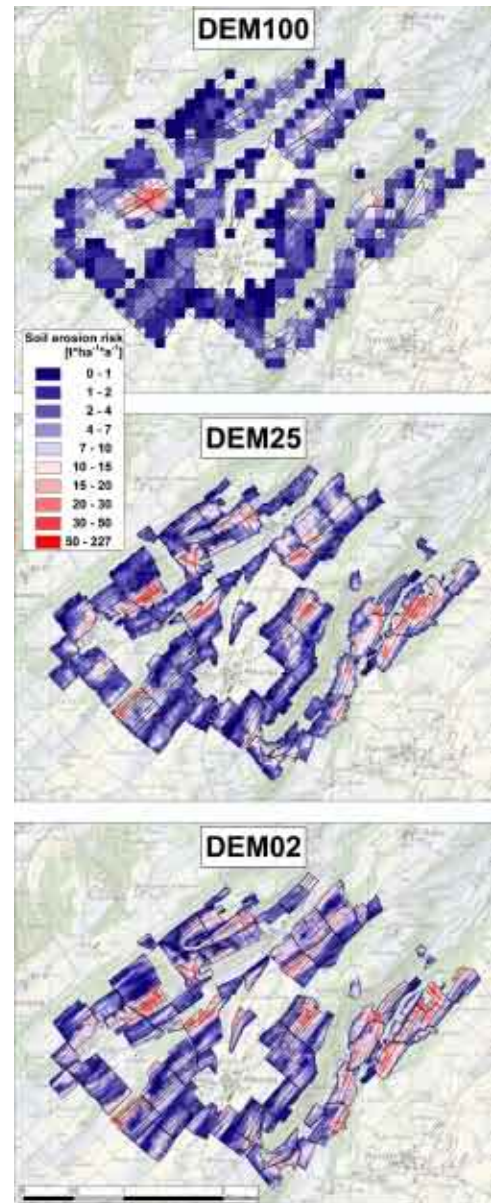 DEM100
Soil erosion risk
[t*ha⁻¹*a⁻¹]
0 - 1
1 - 2
2 - 4
4 - 7
7 - 10
10 - 15
15 - 20
20 - 30
30 - 50
50 - 227
DEM25
DEM02